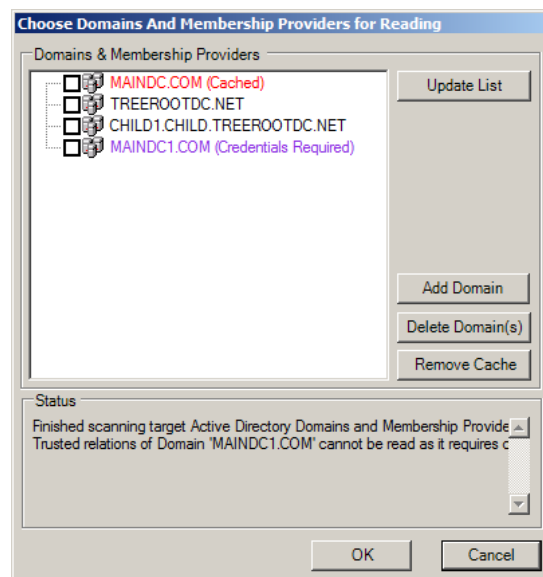 Choose Domains And Membership Providers for Reading
Domains & Membership Providers
MAINDC.COM (Cached)
TREEROOTDC.NET
CHILD1.CHILD.TREEROOTDC.NET
MAINDC1.COM (Credentials Required)
Update List
Add Domain
Delete Domain(s)
Remove Cache
Status
Finished scanning target Active Directory Domains and Membership Provide
Trusted relations of Domain 'MAINDC1.COM' cannot be read as it requires c
OK
Cancel